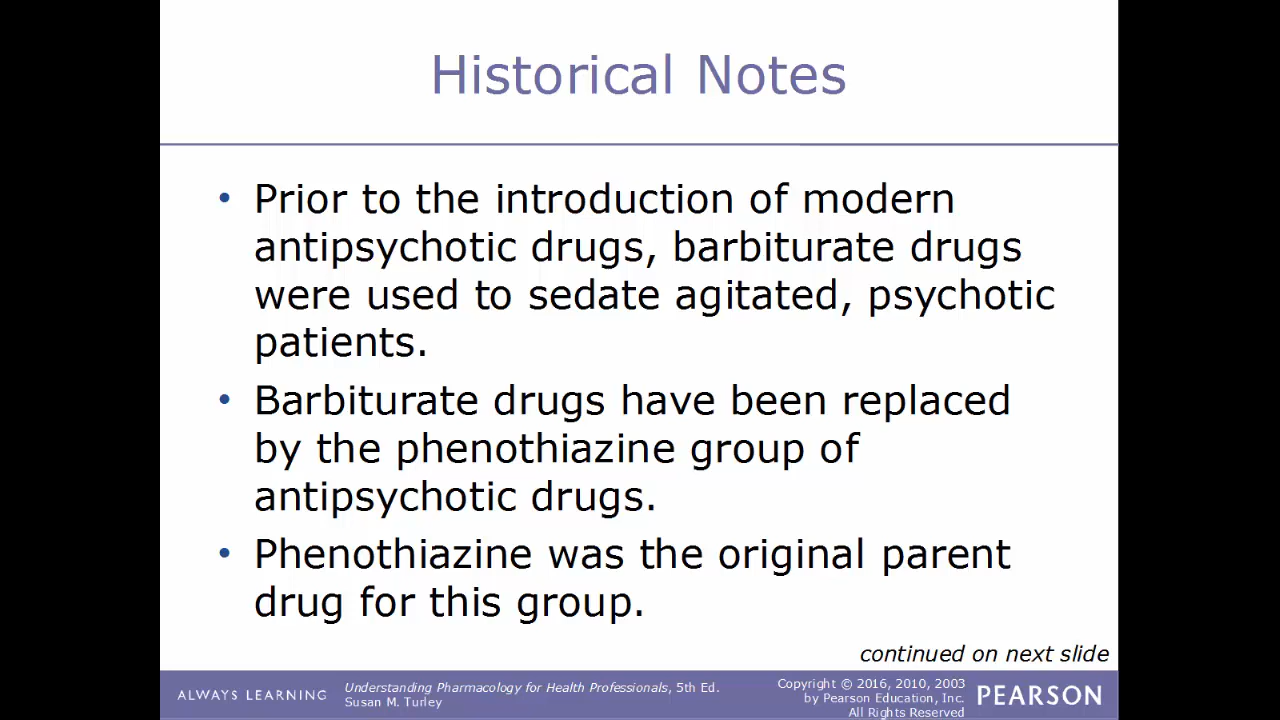 Historical Notes
• Prior to the introduction of modern
antipsychotic drugs, barbiturate drugs
were used to sedate agitated, psychotic
patients.
• Barbiturate drugs have been replaced
by the phenothiazine group of
antipsychotic drugs.
• Phenothiazine was the original parent
drug for this group.
continued on next slide
ALWAYS LEARNING
Understanding Pharmacology for Health Professionals, 5th Ed.
Susan M. Turley
Copyright © 2016, 2010, 2003
by Pearson Education, Inc.
All Rights Reserved
PEARSON